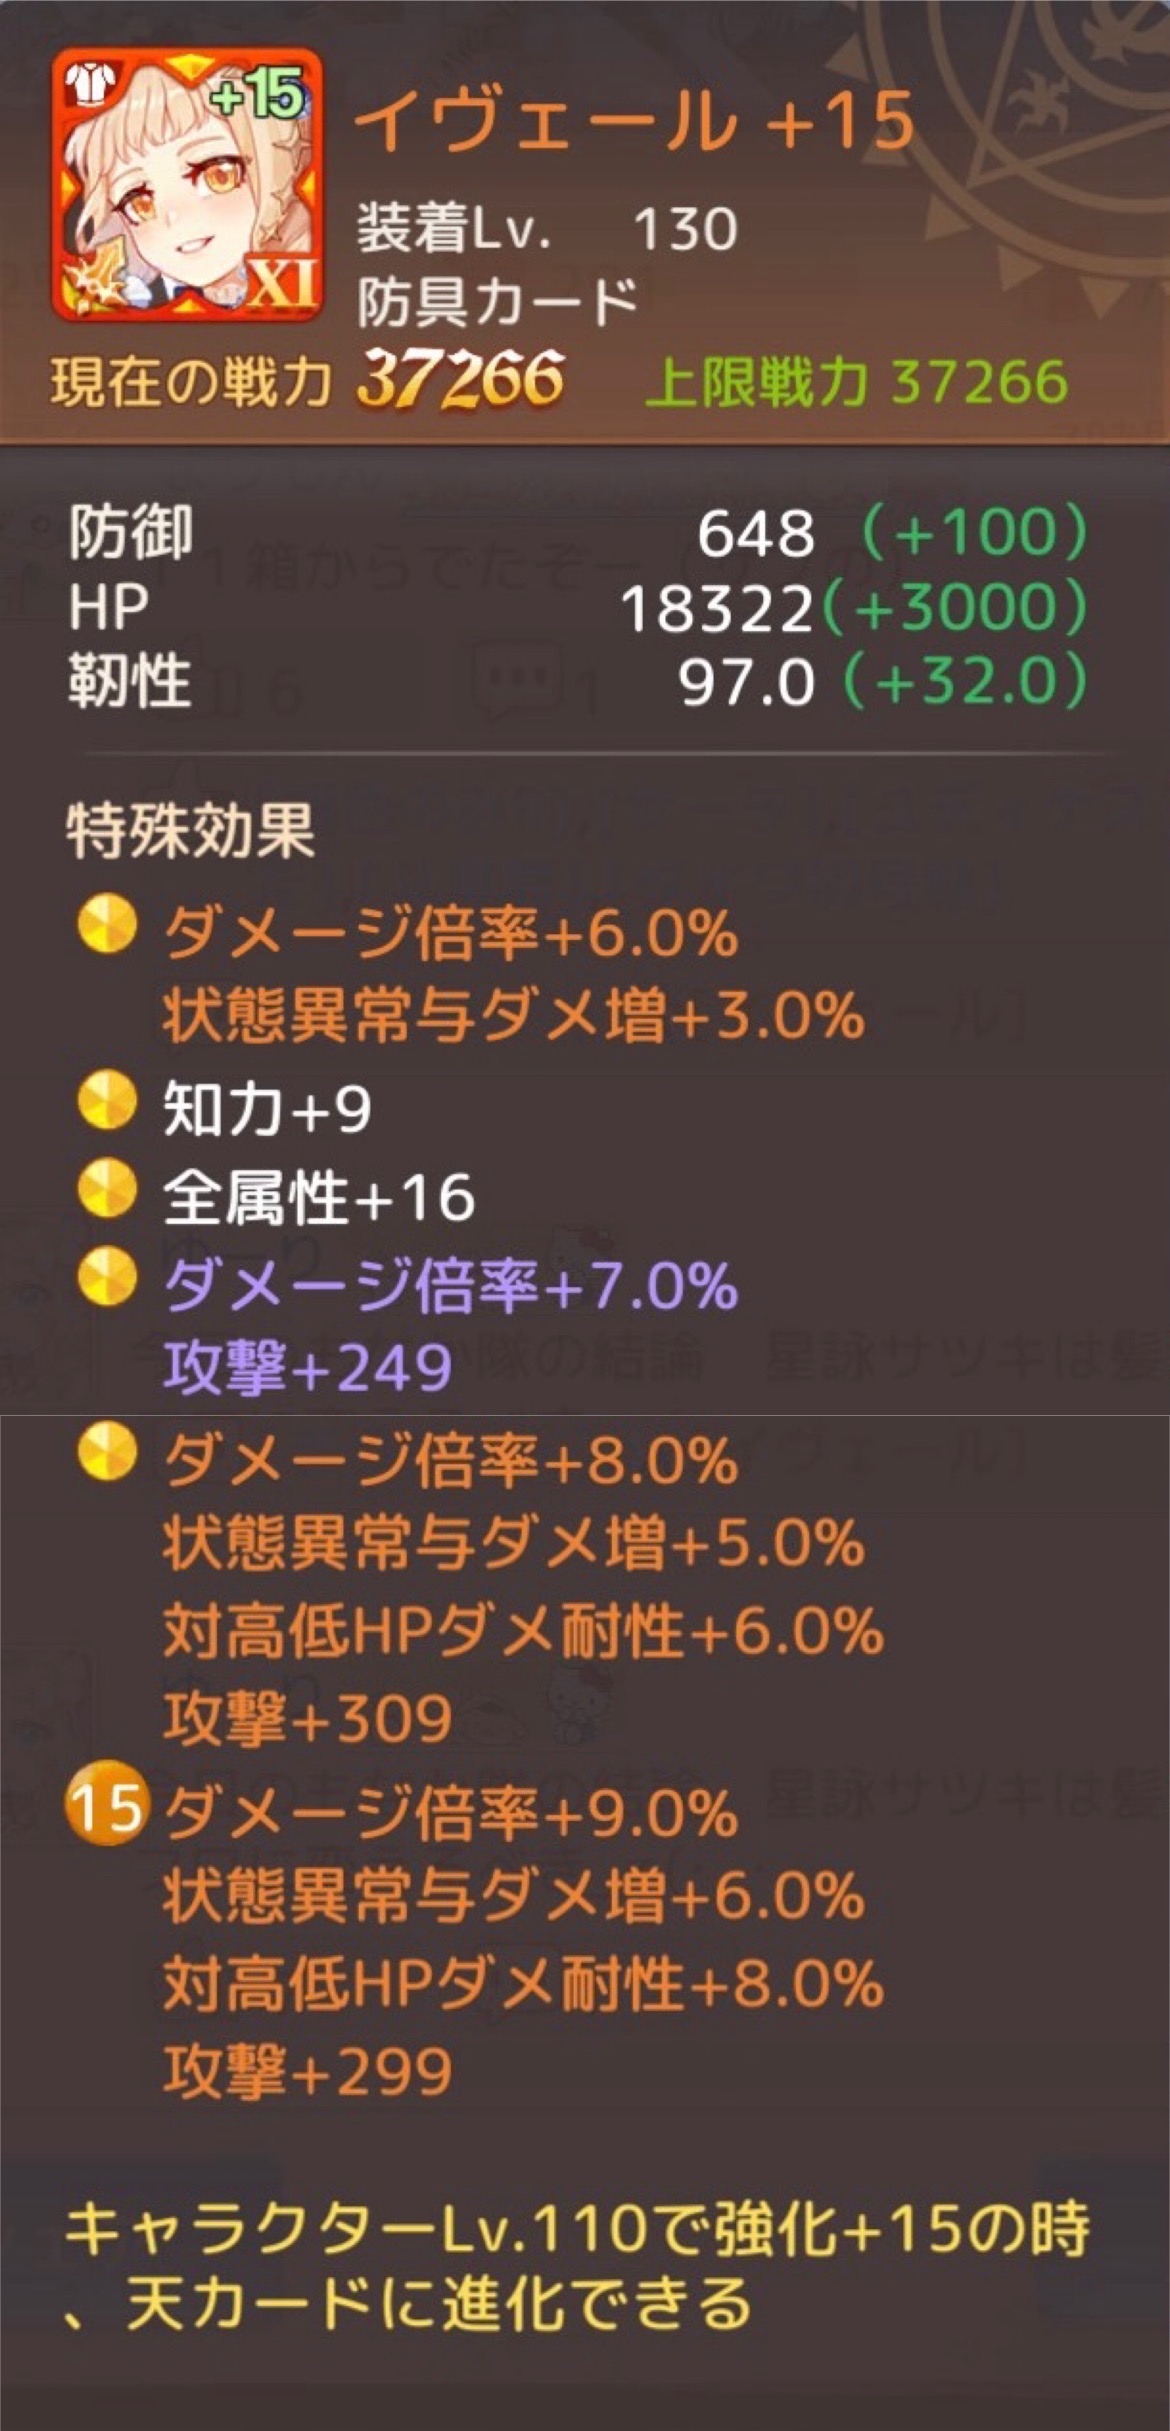 +15
XI
イヴェール +15
装着Lv. 130
防具カード
現在の戦力 37266 上限戦力 37266
防御 648 (+100)
HP 18322(+3000)
靭性 97.0 (+32.0)
特殊効果
ダメージ倍率+6.0%
状態異常与ダメ増+3.0%
知力+9
全属性+16
ダメージ倍率+7.0%
攻撃+249
ダメージ倍率+8.0%
状態異常与ダメ増+5.0%
対高低HPダメ耐性+6.0%
攻撃+309
15 ダメージ倍率+9.0%
状態異常与ダメ増+6.0%
対高低HPダメ耐性+8.0%
攻撃+299
キャラクターLv.110で強化+15の時
、天カードに進化できる